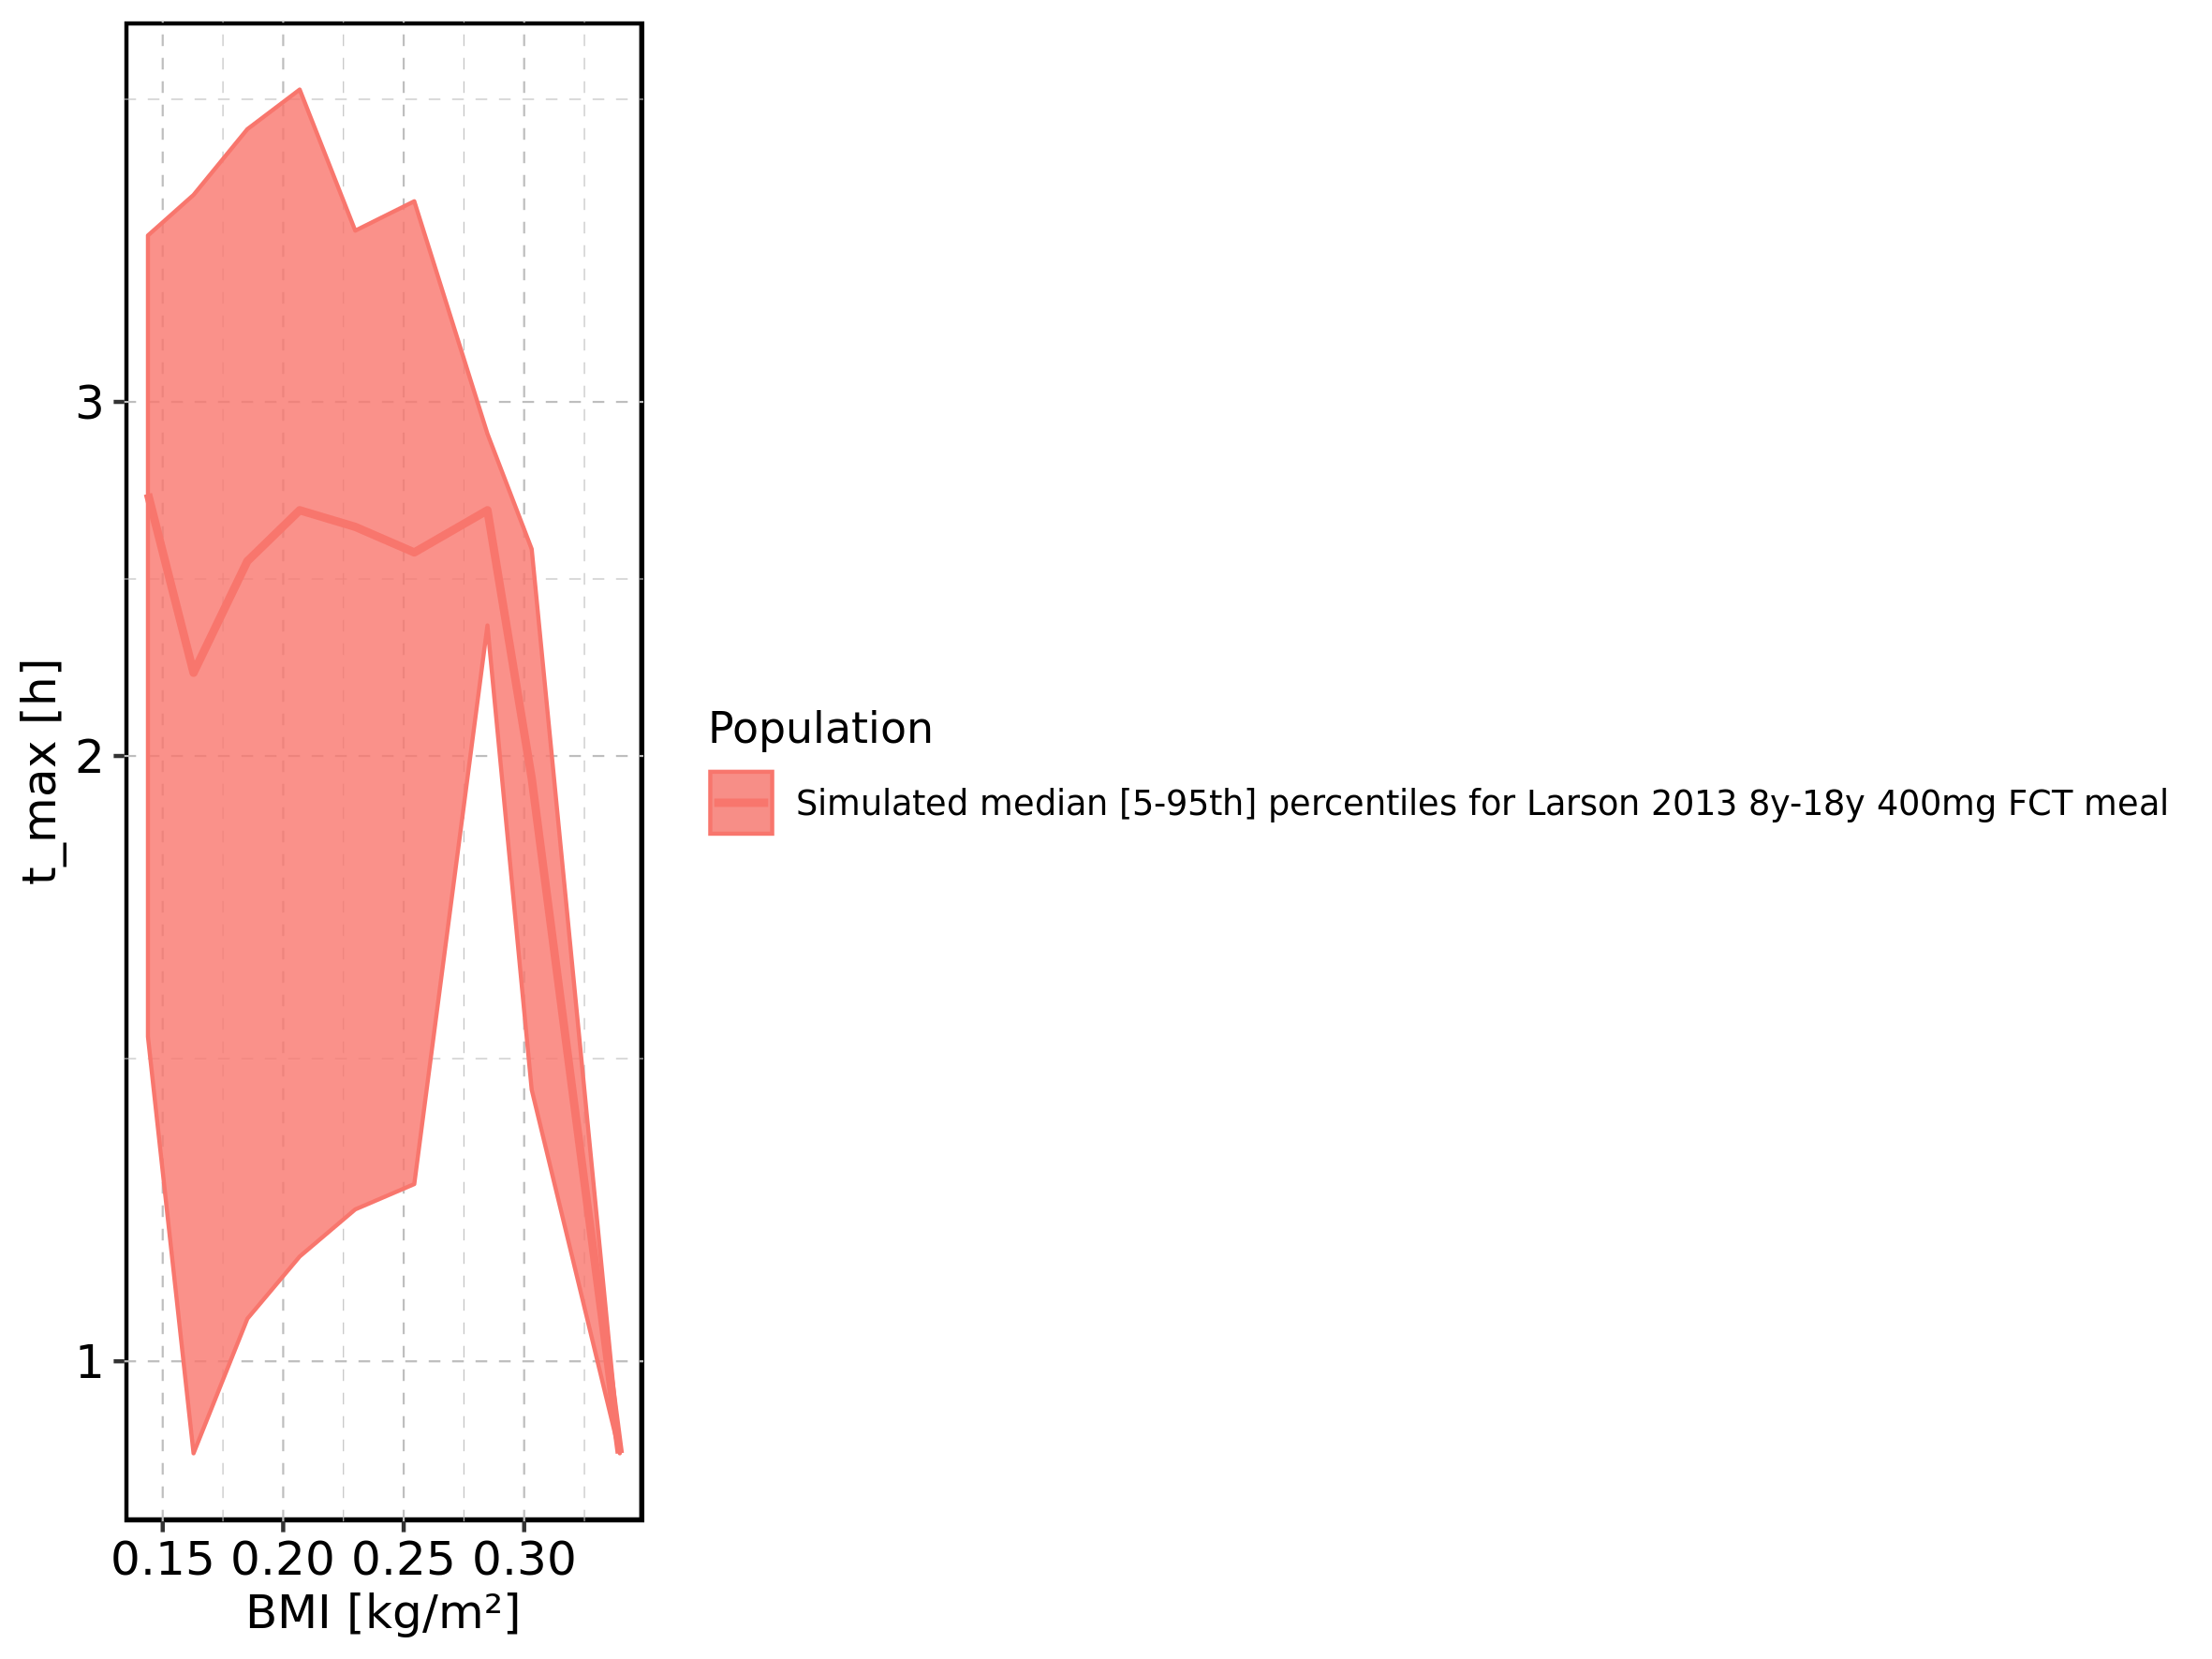 3
2
1
t_max [h]
0.15 0.20 0.25 0.30
BMI [kg/m²]
Population
Simulated median [5-95th] percentiles for Larson 2013 8y-18y 400mg FCT meal